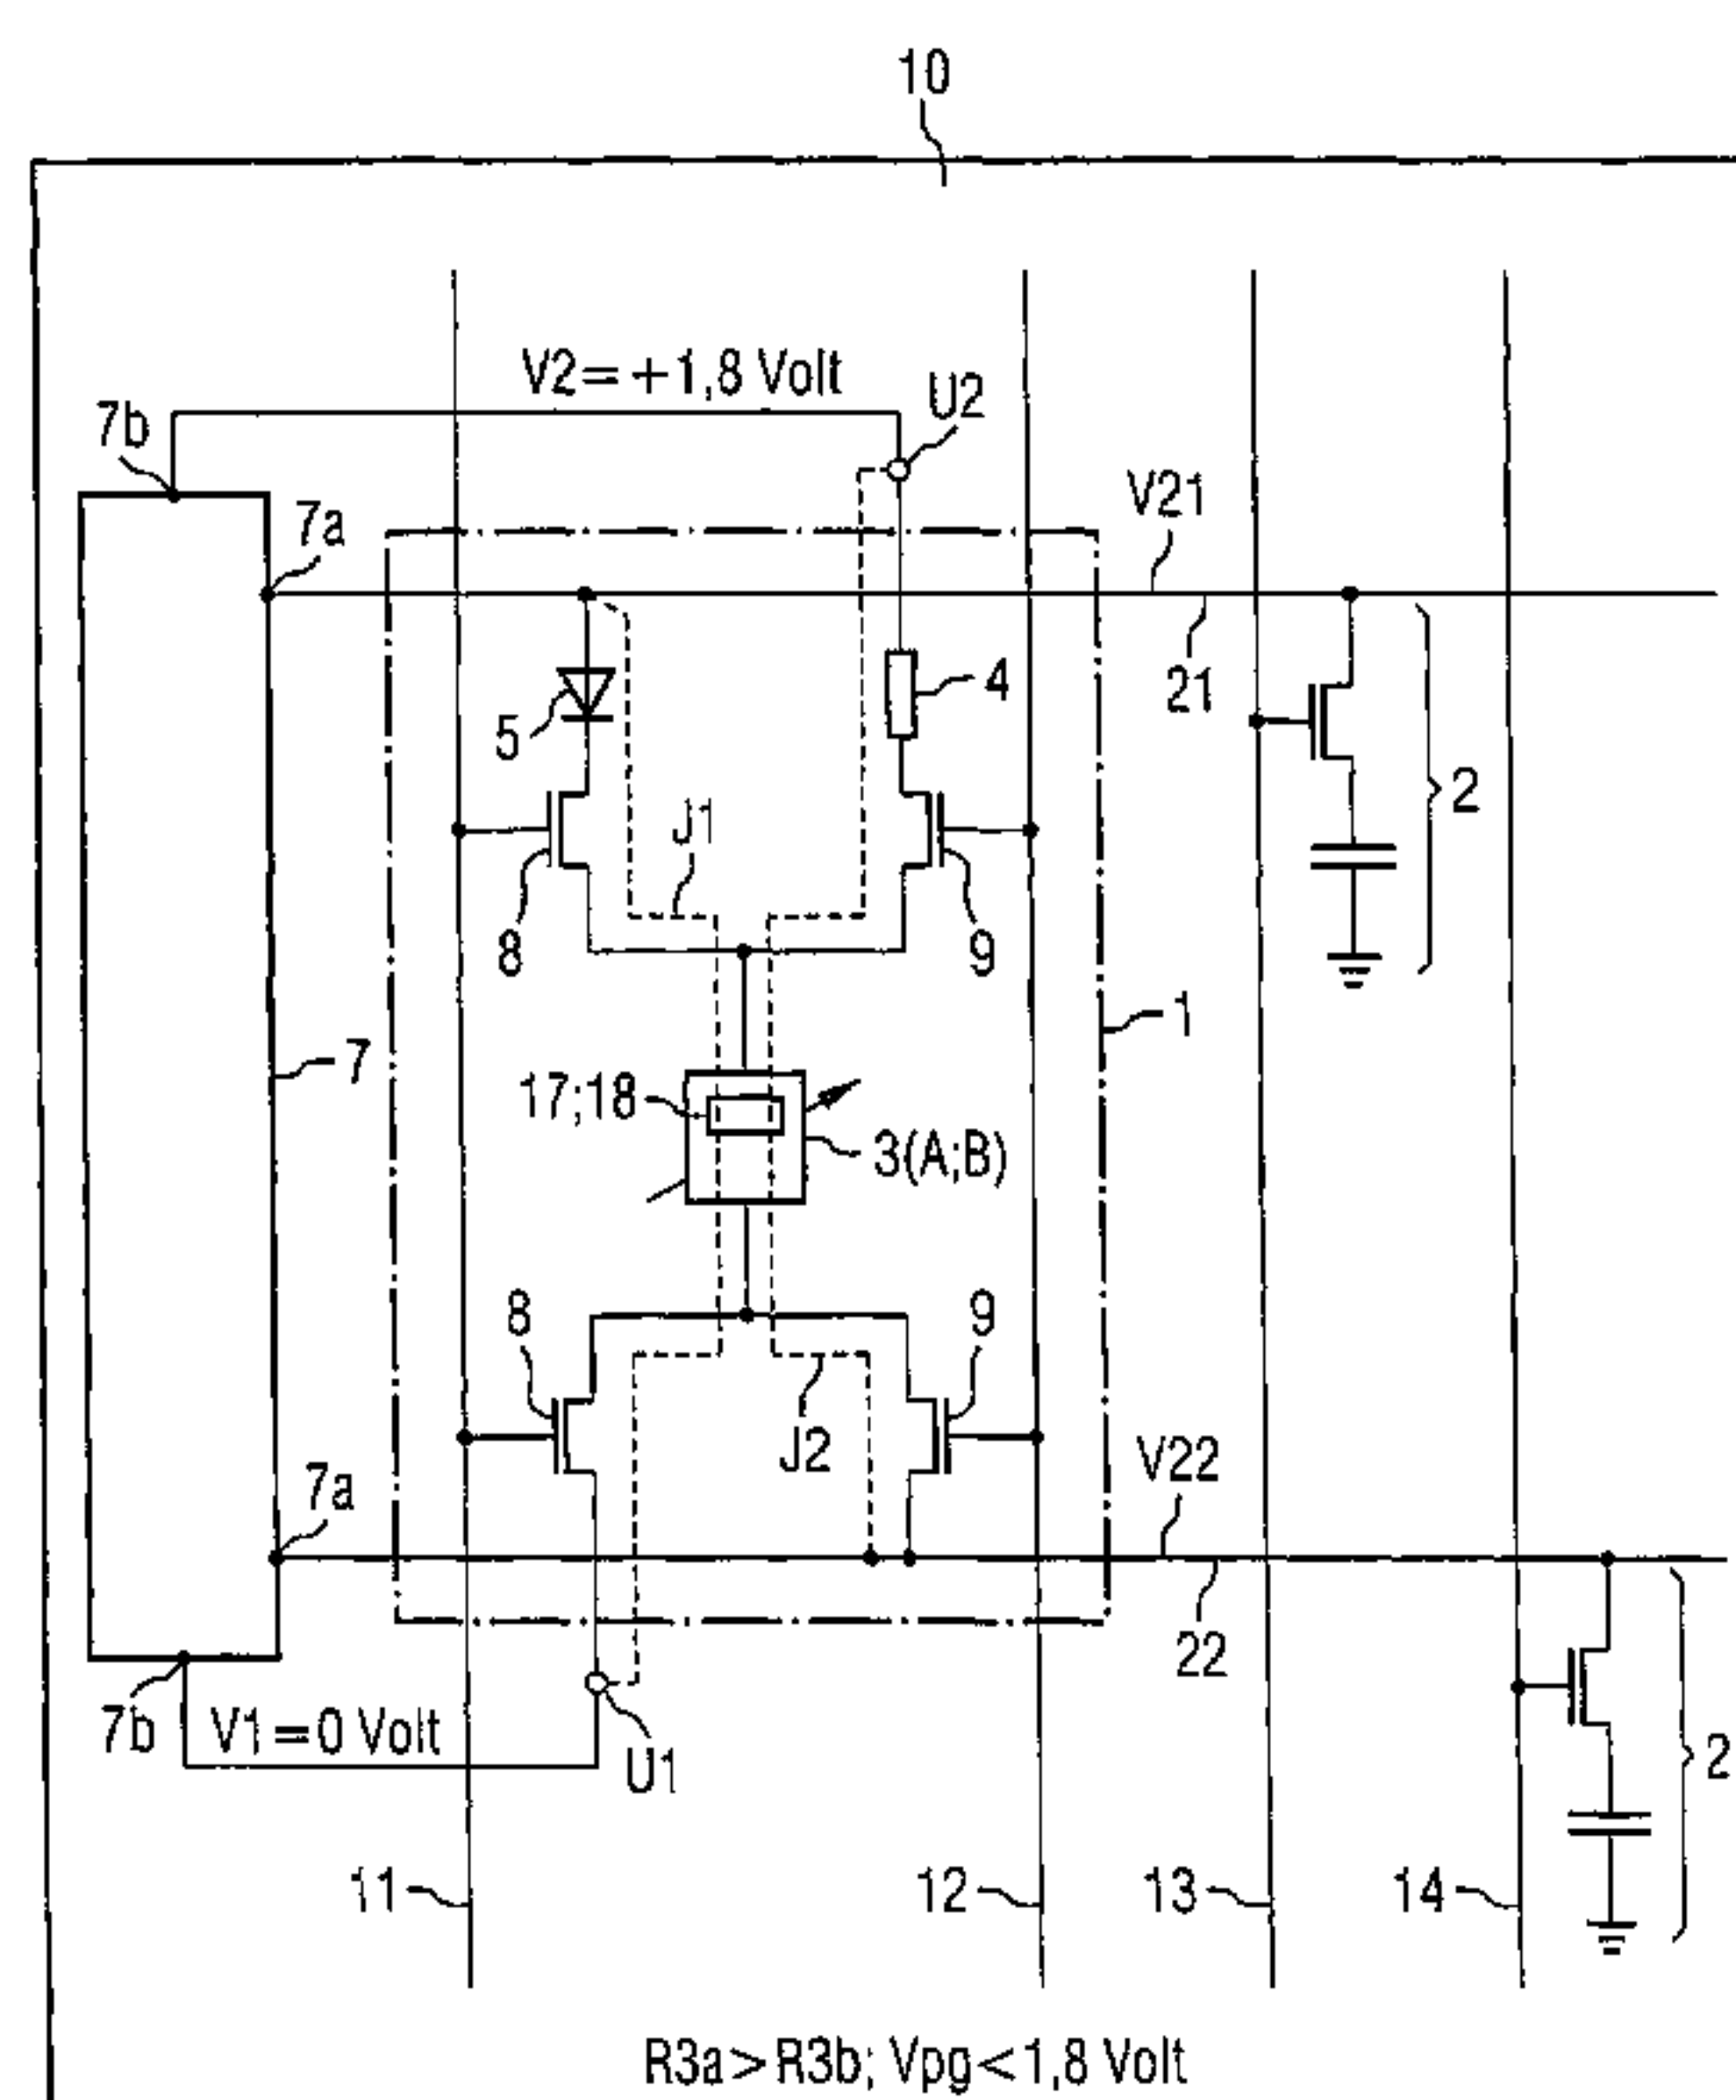 10
V2=+1,8 Volt
U2
7b
7a
V21
21
4
5
2
J1
8
9
1
7
17;18
3(A;B)
8
9
J2
V22
7a
22
7b
V1=0 Volt
U1
2
11
12
13
14
R3a>R3b; Vpg<1,8 Volt